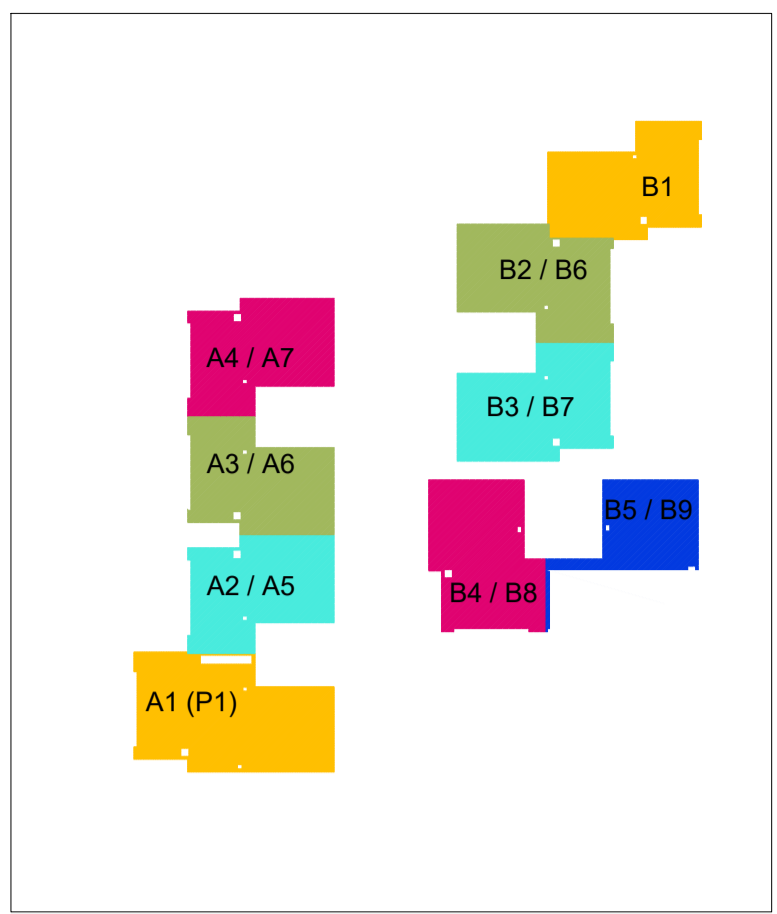 B1
B2 / B6
A4 / A7
B3 / B7
A3 / A6
B5 / B9
A2 / A5
B4 / B8
A1 (P1)